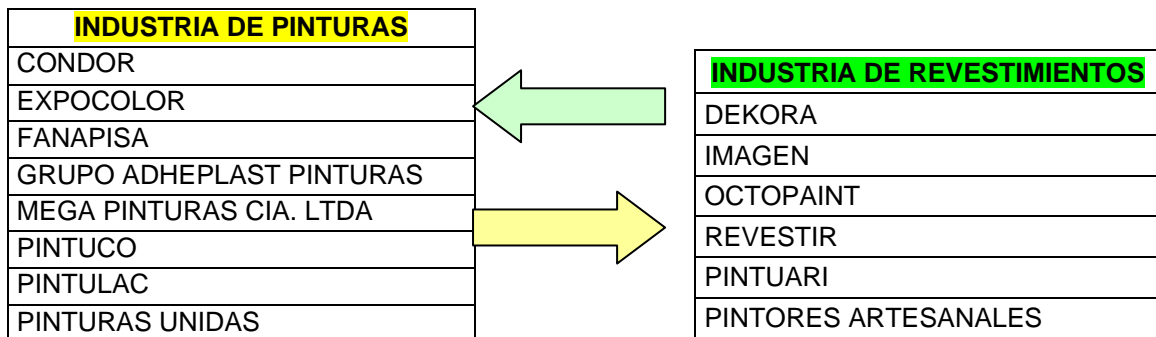 INDUSTRIA DE PINTURAS
CONDOR
EXPOCOLOR
FANAPISA
GRUPO ADHEPLAST PINTURAS
MEGA PINTURAS CIA. LTDA
PINTUCO
PINTULAC
PINTURAS UNIDAS
INDUSTRIA DE REVESTIMIENTOS
DEKORA
IMAGEN
OCTOPAINT
REVESTIR
PINTUARI
PINTORES ARTESANALES